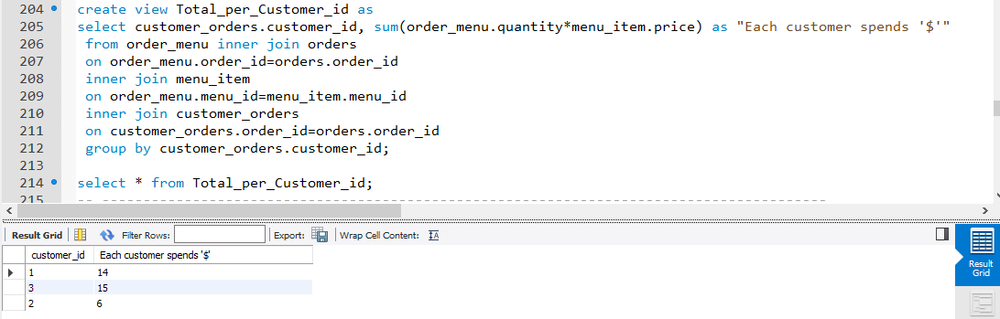 204 create view Total_per_Customer_id as
205 select customer_orders.customer_id, sum(order_menu.quantity*menu_item.price) as "Each customer spends '$'"
206 from order_menu inner join orders
207 on order_menu.order_id=orders.order_id
208 inner join menu_item
209 on order_menu.menu_id=menu_item.menu_id
210 inner join customer_orders
211 on customer_orders.order_id=orders.order_id
212 group by customer_orders.customer_id;
213
214 select * from Total_per_Customer_id;
215 -- -----------------------------------------------------------------------------------------
Result Grid Filter Rows: Export: Wrap Cell Content:
customer_id Each customer spends '$'
1 14
3 15
2 6
Result
Grid